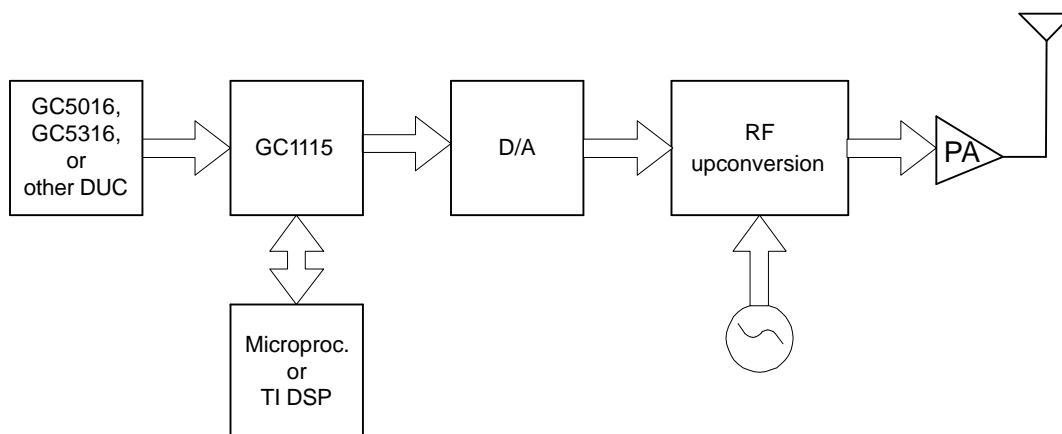 GC5016,
GC5316,
or
other DUC
GC1115
D/A
RF
upconversion
PA
Microproc.
or
TI DSP